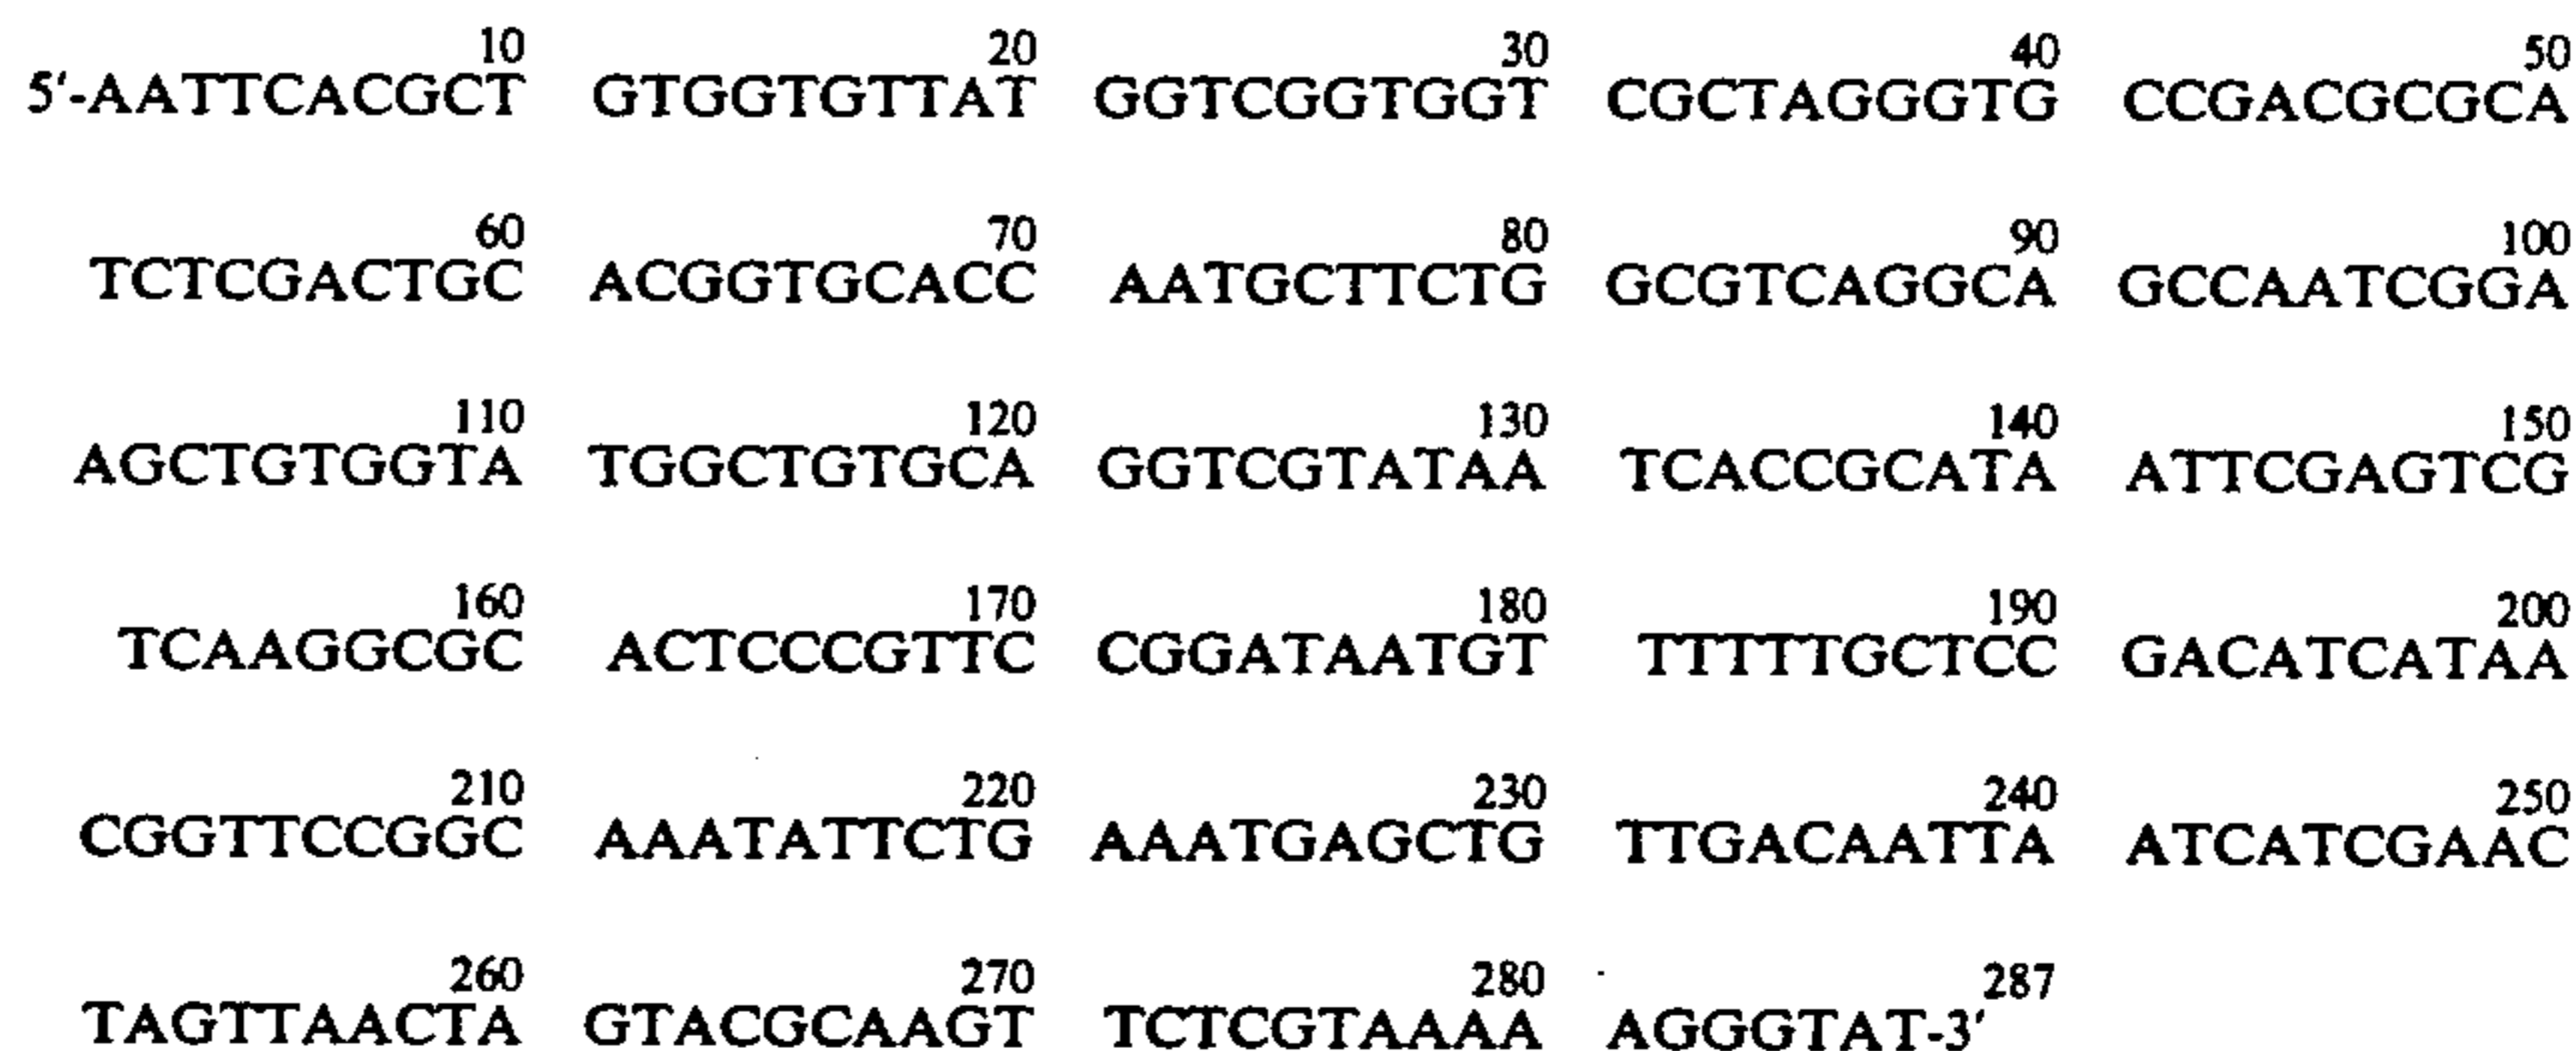 10 20 30 40 50
5'-AATTCACGCT GTGGTGTTAT GGTCGGTGGT CGCTAGGGTG CCGACGCGCA
60 70 80 90 100
TCTCGACTGC ACGGTGCACC AATGCTTCTG GCGTCAGGCA GCCAATCGGA
110 120 130 140 150
AGCTGTGGTA TGGCTGTGCA GGTCGTATAA TCACCGCATA ATTCGAGTCG
160 170 180 190 200
TCAAGGCGC ACTCCCGTTC CGGATAATGT TTTTTGCTCC GACATCATAA
210 220 230 240 250
CGGTTCCGGC AAATATTCTG AAATGAGCTG TTGACAATTA ATCATCGAAC
260 270 280 287
TAGTTAACTA GTACGCAAGT TCTCGTAAAA AGGGTAT-3'